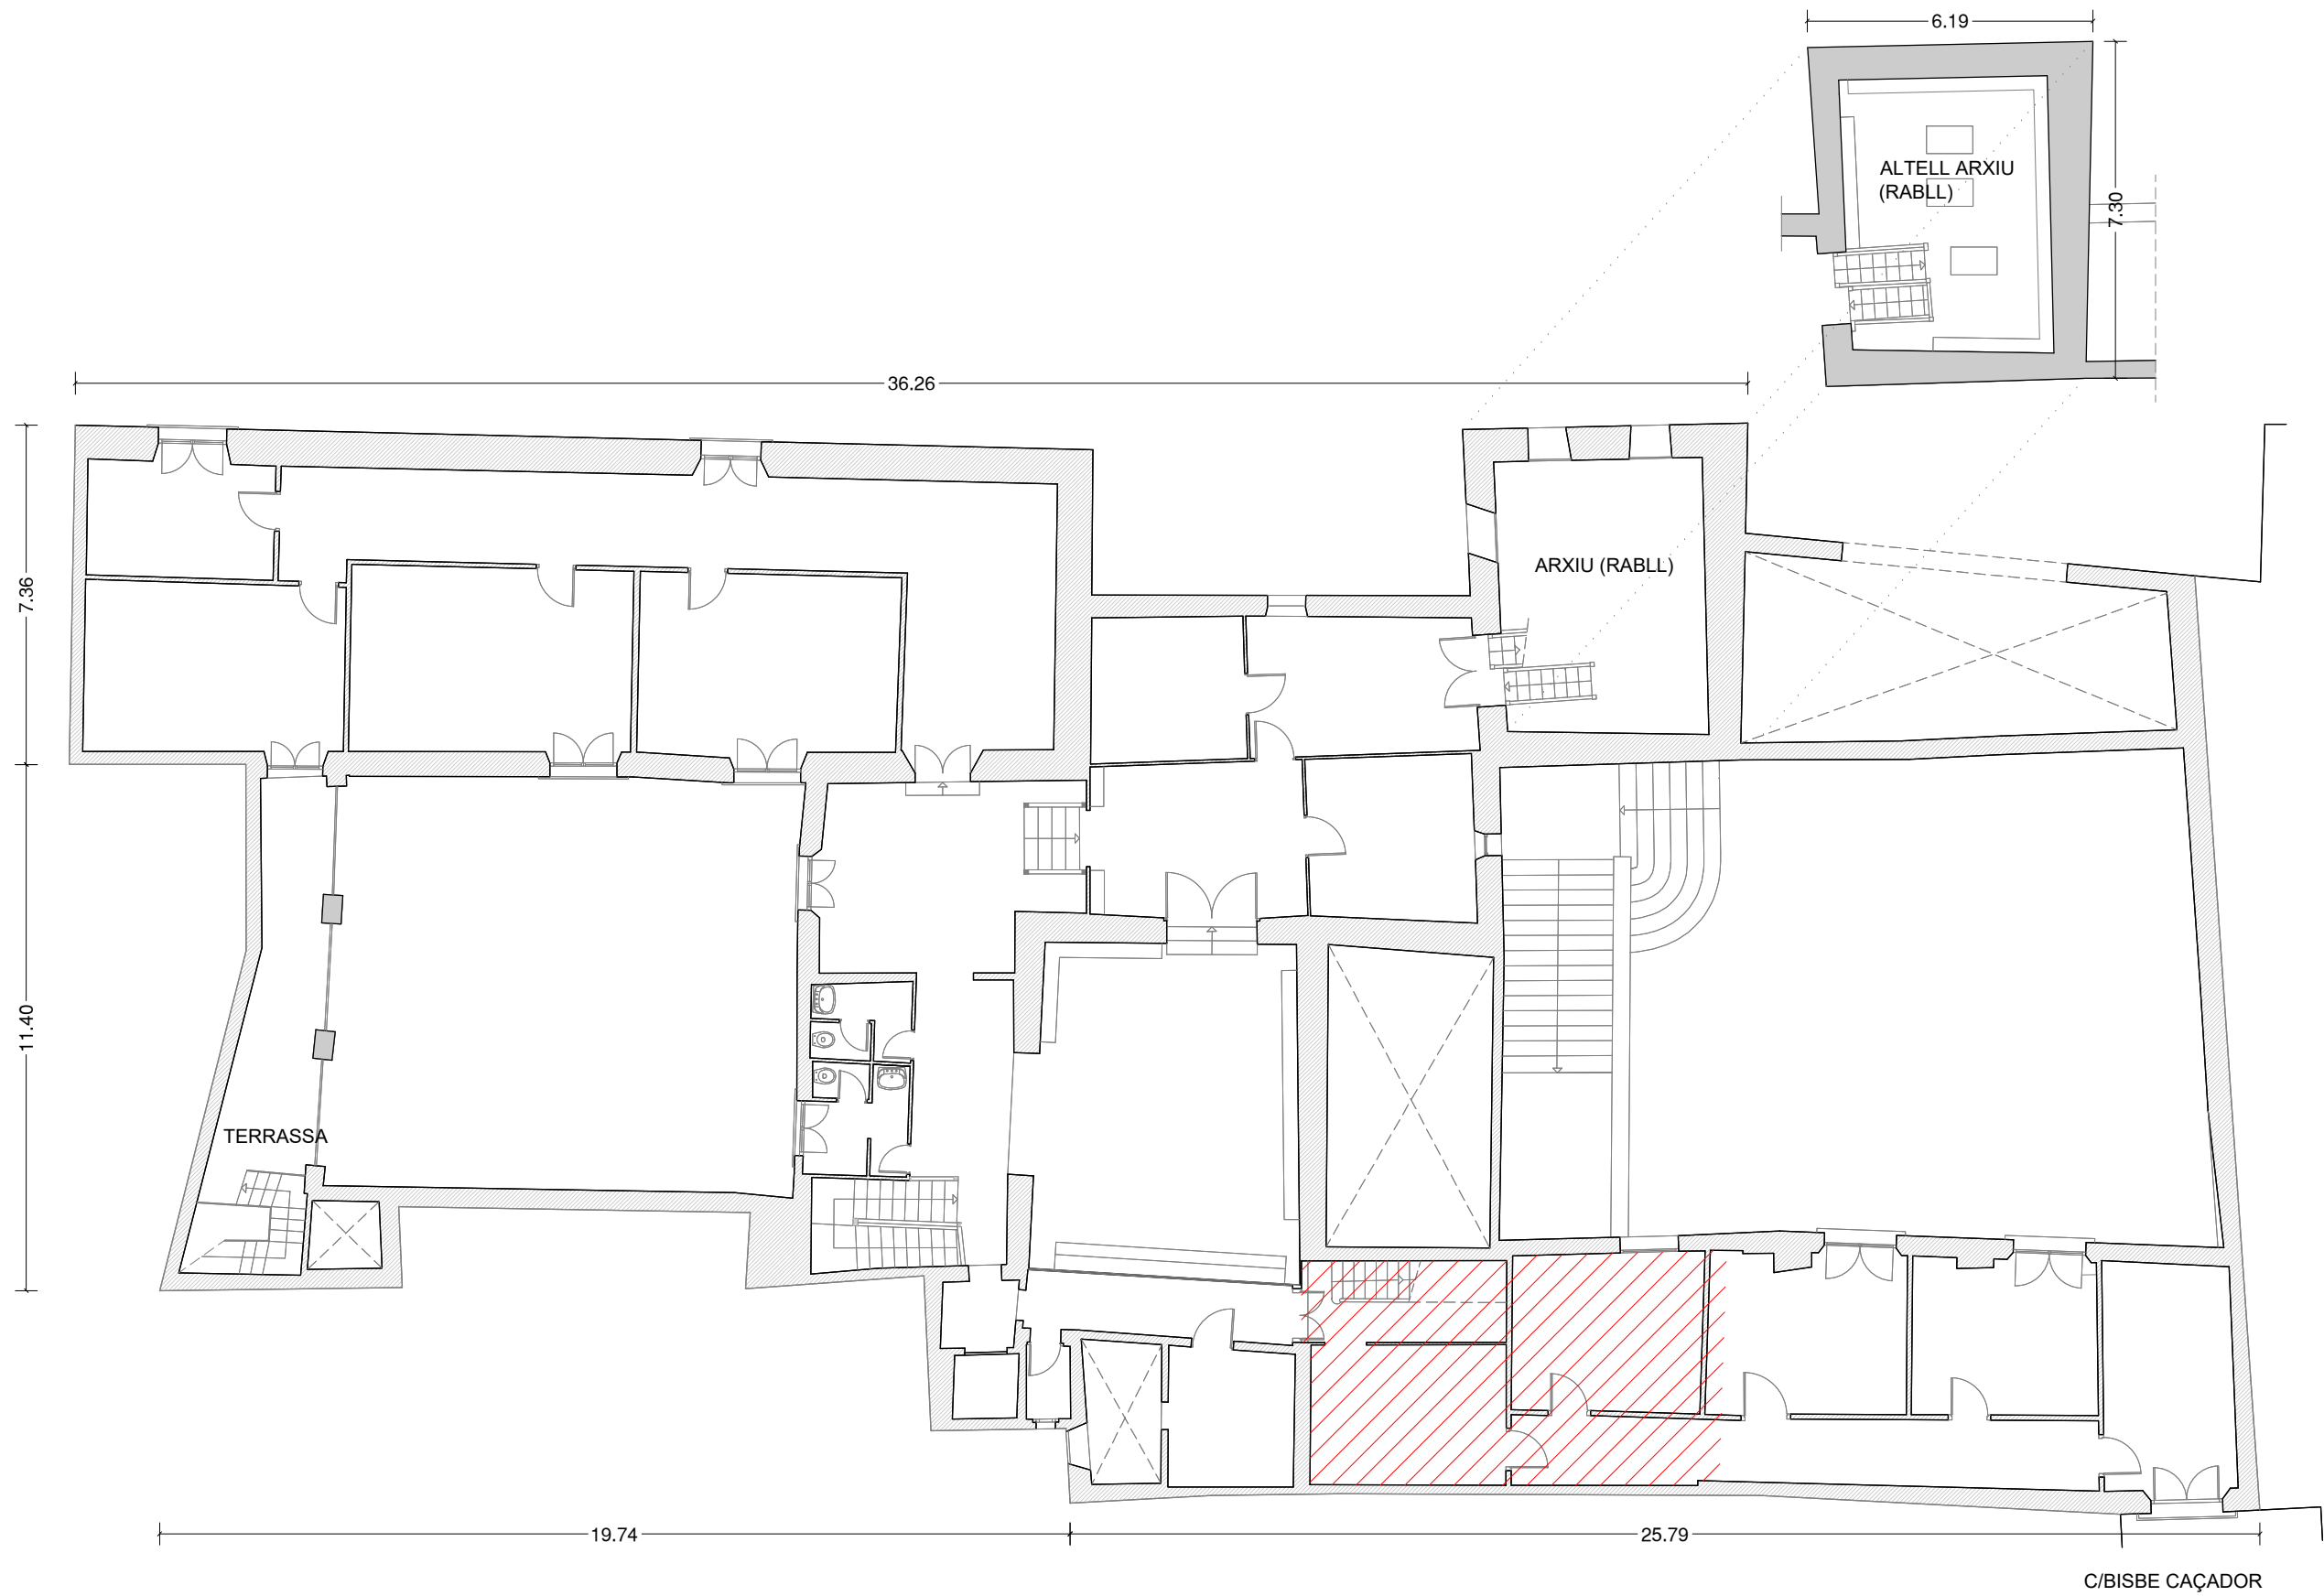 6.19
ALTELL ARXIU
(RABLL)
7.30
36.26
7.36
ARXIU (RABLL)
11.40
TERRASSA
19.74
25.79
C/BISBE CAÇADOR